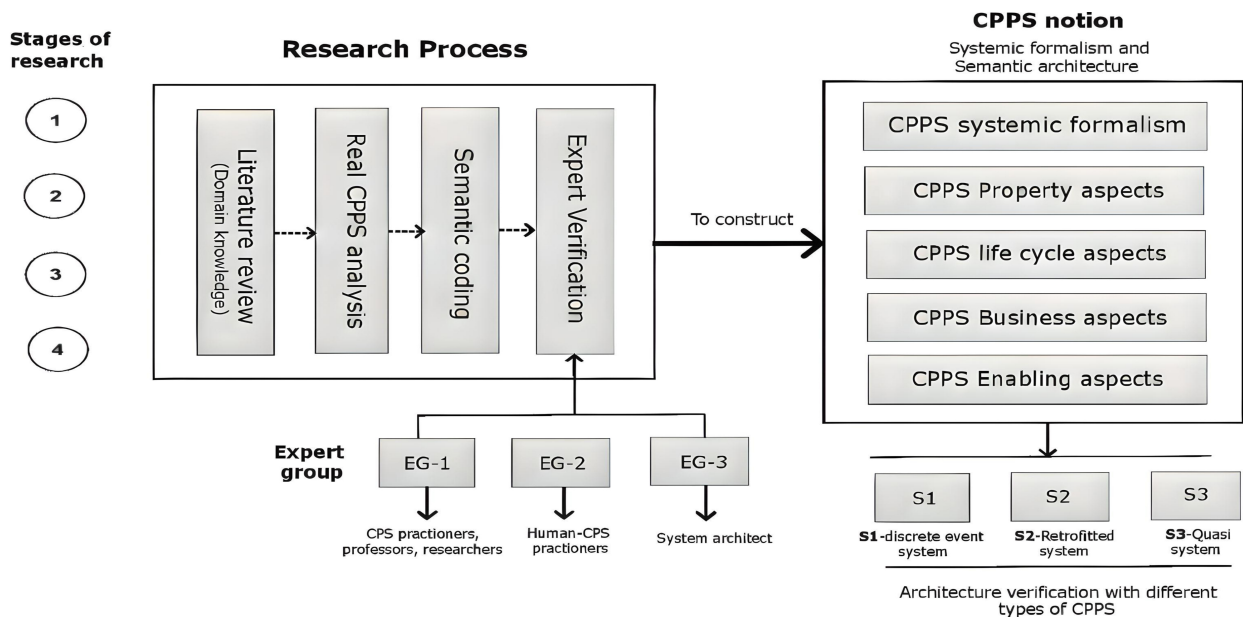 Stages of
research
1
2
3
4
Research Process
Literature review
(Domain knowledge)
Real CPPS analysis
Semantic coding
Expert Verification
To construct
Expert
group
EG-1
EG-2
EG-3
CPS practioners,
professors, researchers
Human-CPS
practioners
System architect
CPPS notion
Systemic formalism and
Semantic architecture
CPPS systemic formalism
CPPS Property aspects
CPPS life cycle aspects
CPPS Business aspects
CPPS Enabling aspects
S1
S2
S3
S1-discrete event
system
S2-Retrofitted
system
S3-Quasi
system
Architecture verification with different
types of CPPS